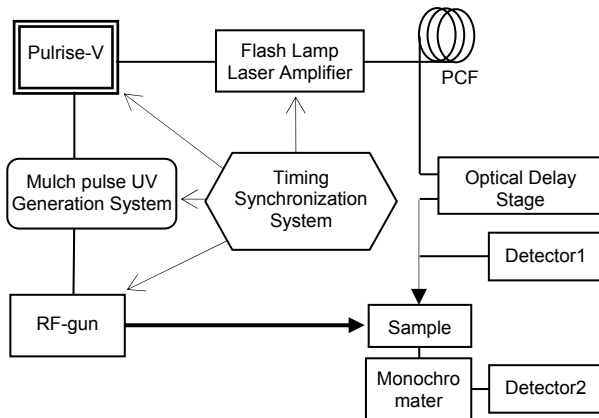 Pulrise-V
Flash Lamp
Laser Amplifier
PCF
Mulch pulse UV
Generation System
Timing
Synchronization
System
Optical Delay
Stage
Detector1
RF-gun
Sample
Monochro
mater
Detector2